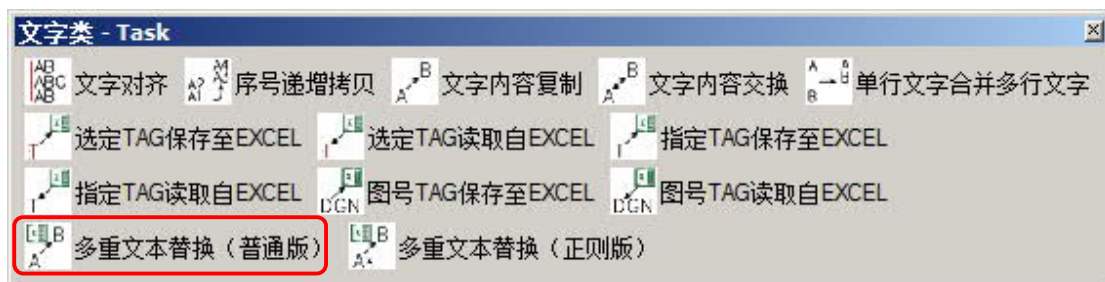 文字类 - Task
文字对齐 序号递增拷贝 文字内容复制 文字内容交换 单行文字合并多行文字
选定TAG保存至EXCEL 选定TAG读取自EXCEL 指定TAG保存至EXCEL
指定TAG读取自EXCEL 图号TAG保存至EXCEL 图号TAG读取自EXCEL
多重文本替换（普通版） 多重文本替换（正则版）